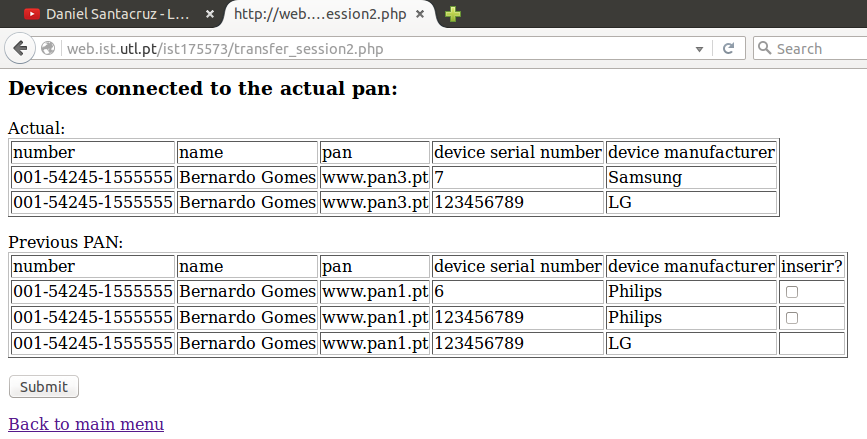 Daniel Santacruz - L... http://web....ession2.php
web.ist.utl.pt/ist175573/transfer_session2.php Search
Devices connected to the actual pan:
Actual:
number name pan device serial number device manufacturer
001-54245-1555555 Bernardo Gomes www.pan3.pt 7 Samsung
001-54245-1555555 Bernardo Gomes www.pan3.pt 123456789 LG
Previous PAN:
number name pan device serial number device manufacturer inserir?
001-54245-1555555 Bernardo Gomes www.pan1.pt 6 Philips
001-54245-1555555 Bernardo Gomes www.pan1.pt 123456789 Philips
001-54245-1555555 Bernardo Gomes www.pan1.pt 123456789 LG
Submit
Back to main menu